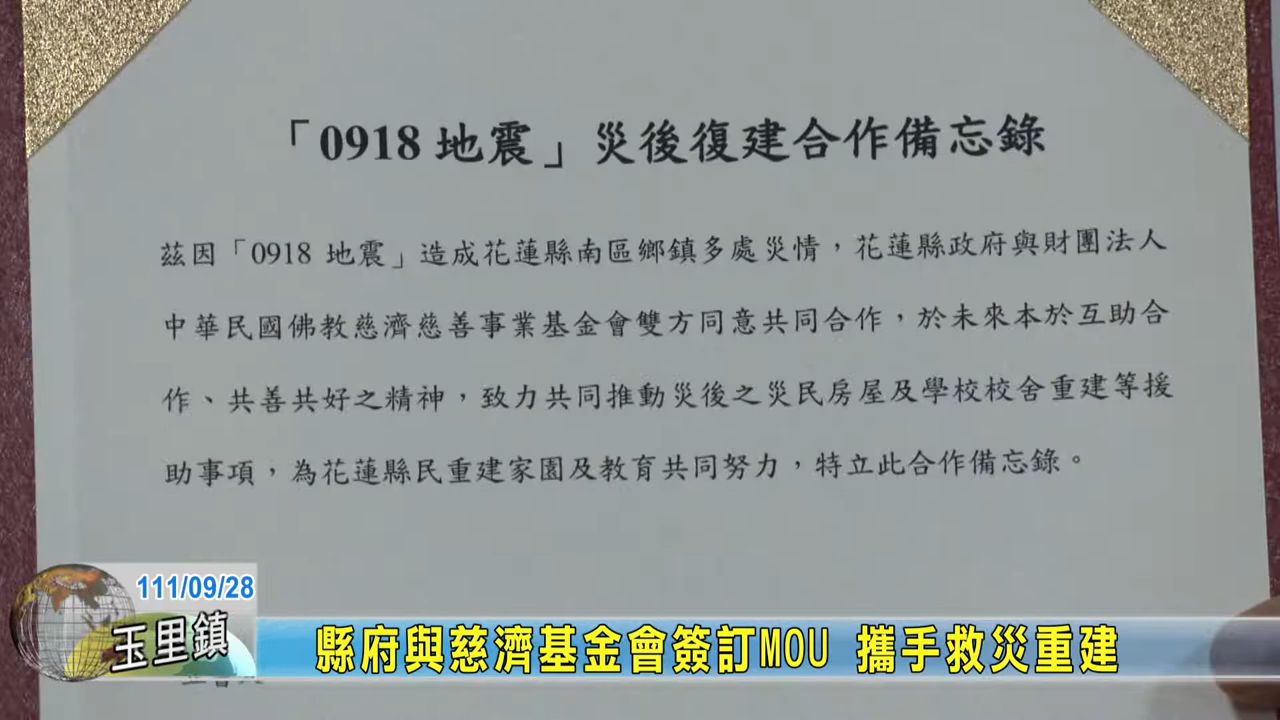 「0918 地震」災後復建合作備忘錄
茲因「0918 地震」造成花蓮縣南區鄉鎮多處災情，花蓮縣政府與財團法人
中華民國佛教慈濟慈善事業基金會雙方同意共同合作，於未來本於互助合
作、共善共好之精神，致力共同推動災後之災民房屋及學校校舍重建等援
助事項，為花蓮縣民重建家園及教育共同努力，特立此合作備忘錄。
111/09/28
玉里鎮
縣府與慈濟基金會簽訂MOU 攜手救災重建